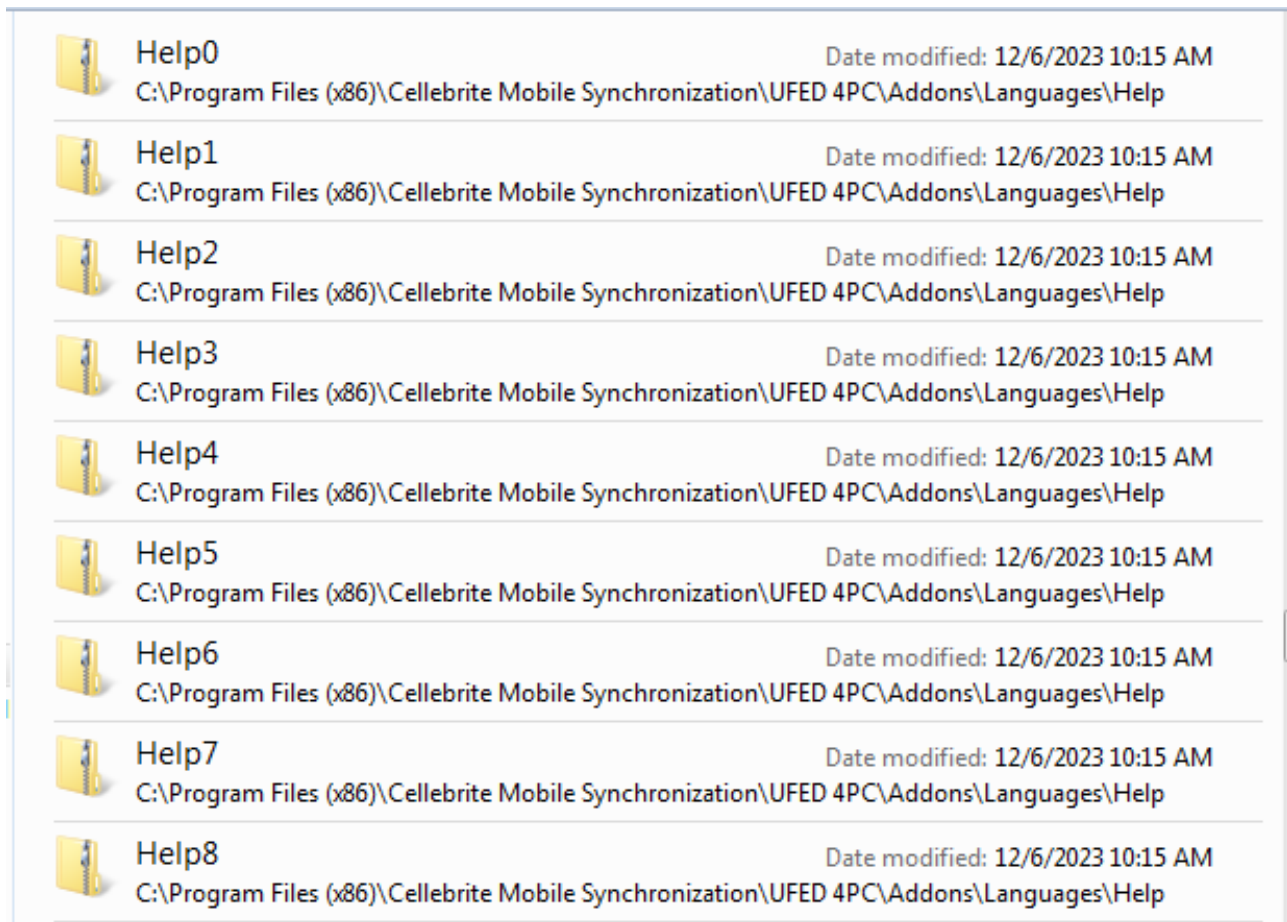 Help0 Date modified: 12/6/2023 10:15 AM
C:\Program Files (x86)\Cellebrite Mobile Synchronization\UFED 4PC\Addons\Languages\Help
Help1 Date modified: 12/6/2023 10:15 AM
C:\Program Files (x86)\Cellebrite Mobile Synchronization\UFED 4PC\Addons\Languages\Help
Help2 Date modified: 12/6/2023 10:15 AM
C:\Program Files (x86)\Cellebrite Mobile Synchronization\UFED 4PC\Addons\Languages\Help
Help3 Date modified: 12/6/2023 10:15 AM
C:\Program Files (x86)\Cellebrite Mobile Synchronization\UFED 4PC\Addons\Languages\Help
Help4 Date modified: 12/6/2023 10:15 AM
C:\Program Files (x86)\Cellebrite Mobile Synchronization\UFED 4PC\Addons\Languages\Help
Help5 Date modified: 12/6/2023 10:15 AM
C:\Program Files (x86)\Cellebrite Mobile Synchronization\UFED 4PC\Addons\Languages\Help
Help6 Date modified: 12/6/2023 10:15 AM
C:\Program Files (x86)\Cellebrite Mobile Synchronization\UFED 4PC\Addons\Languages\Help
Help7 Date modified: 12/6/2023 10:15 AM
C:\Program Files (x86)\Cellebrite Mobile Synchronization\UFED 4PC\Addons\Languages\Help
Help8 Date modified: 12/6/2023 10:15 AM
C:\Program Files (x86)\Cellebrite Mobile Synchronization\UFED 4PC\Addons\Languages\Help